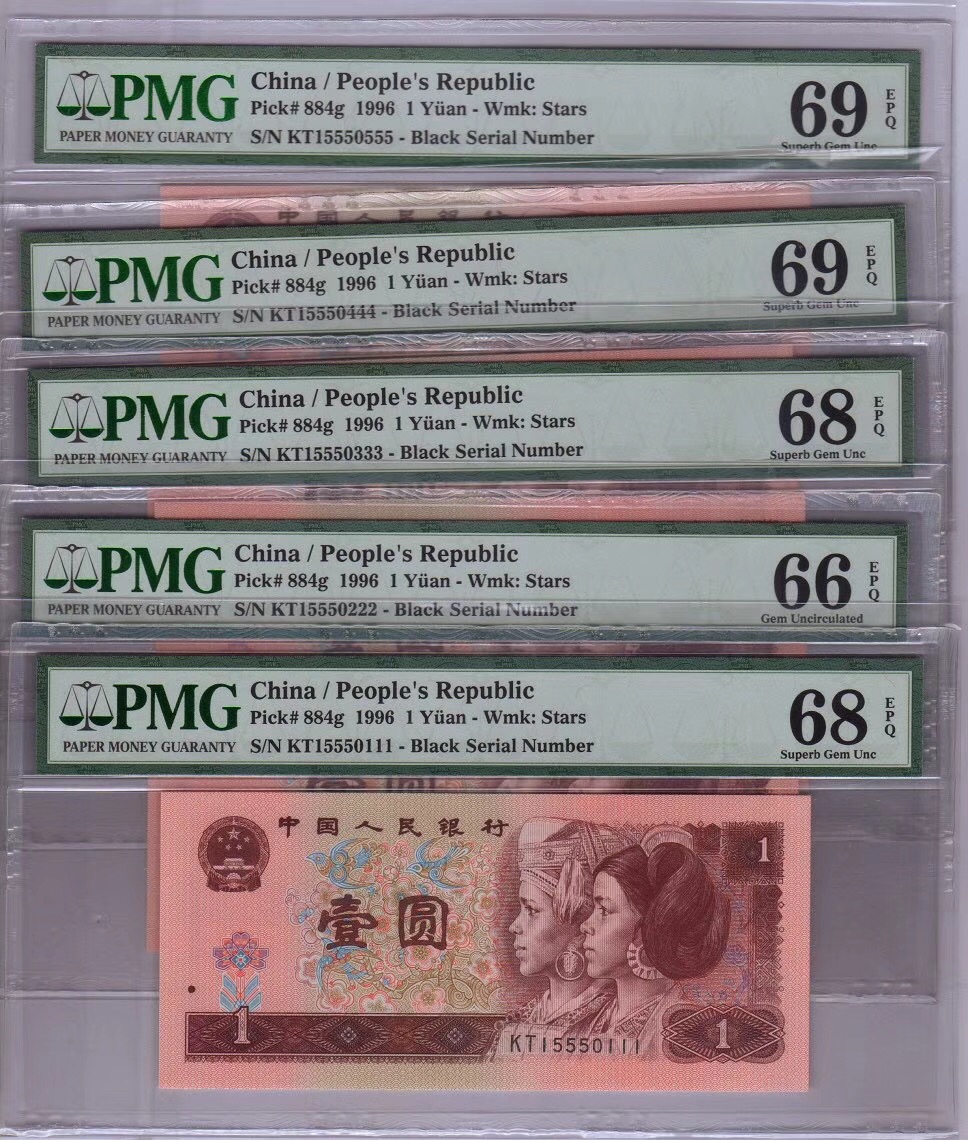 PMG
PAPER MONEY GUARANTY
China / People's Republic
Pick# 884g 1996 1 Yüan - Wmk: Stars
S/N KT15550555 - Black Serial Number
69
EPQ
Superb Gem Unc
中国人民银行
PMG
PAPER MONEY GUARANTY
China / People's Republic
Pick# 884g 1996 1 Yüan - Wmk: Stars
S/N KT15550444 - Black Serial Number
69
EPQ
Superb Gem Unc
PMG
PAPER MONEY GUARANTY
China / People's Republic
Pick# 884g 1996 1 Yüan - Wmk: Stars
S/N KT15550333 - Black Serial Number
68
EPQ
Superb Gem Unc
PMG
PAPER MONEY GUARANTY
China / People's Republic
Pick# 884g 1996 1 Yüan - Wmk: Stars
S/N KT15550222 - Black Serial Number
66
EPQ
Gem Uncirculated
PMG
PAPER MONEY GUARANTY
China / People's Republic
Pick# 884g 1996 1 Yüan - Wmk: Stars
S/N KT15550111 - Black Serial Number
68
EPQ
Superb Gem Unc
中国人民银行
1
壹圆
1
KT15550111
1